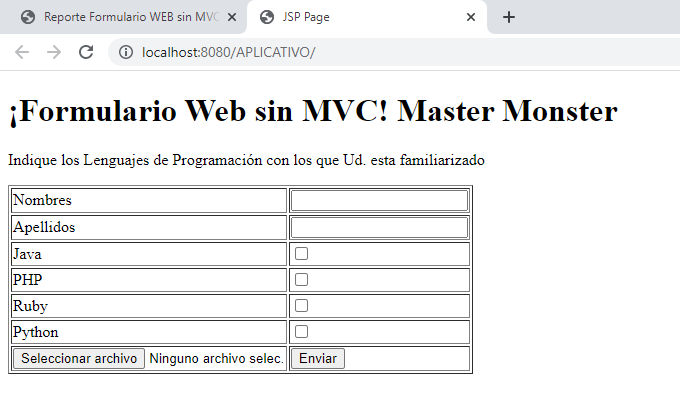 Reporte Formulario WEB sin MVC
JSP Page
localhost:8080/APLICATIVO/
¡Formulario Web sin MVC! Master Monster
Indique los Lenguajes de Programación con los que Ud. esta familiarizado
Nombres
Apellidos
Java
PHP
Ruby
Python
Seleccionar archivo Ninguno archivo selec. Enviar